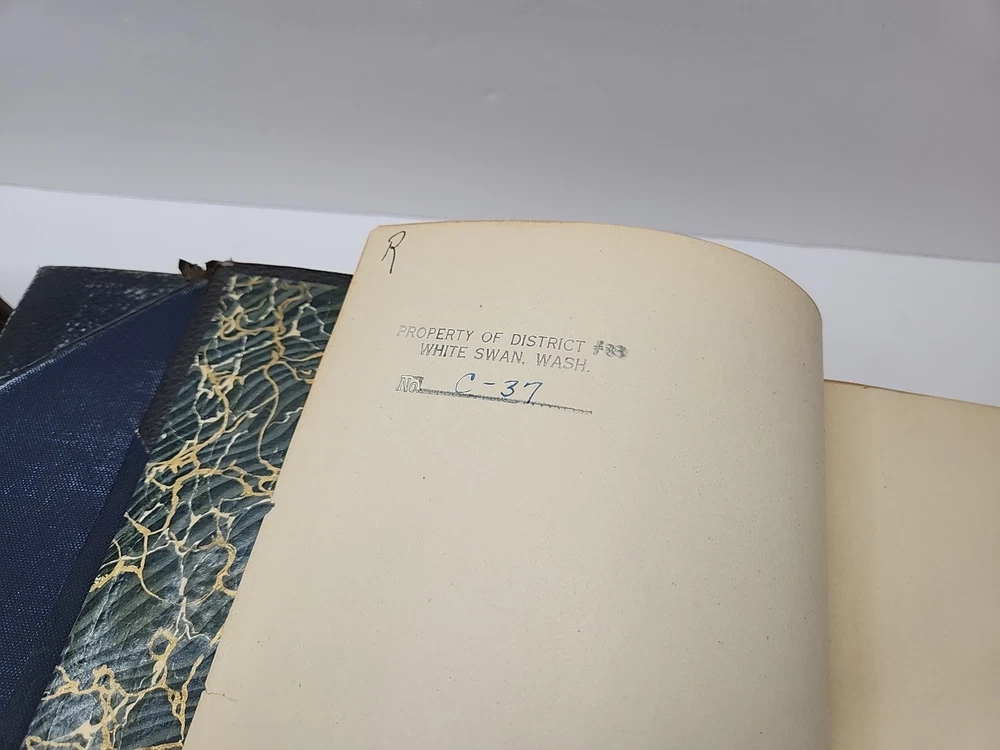 R
PROPERTY OF DISTRICT
WHITE SWAN, WASH.
No. C-37